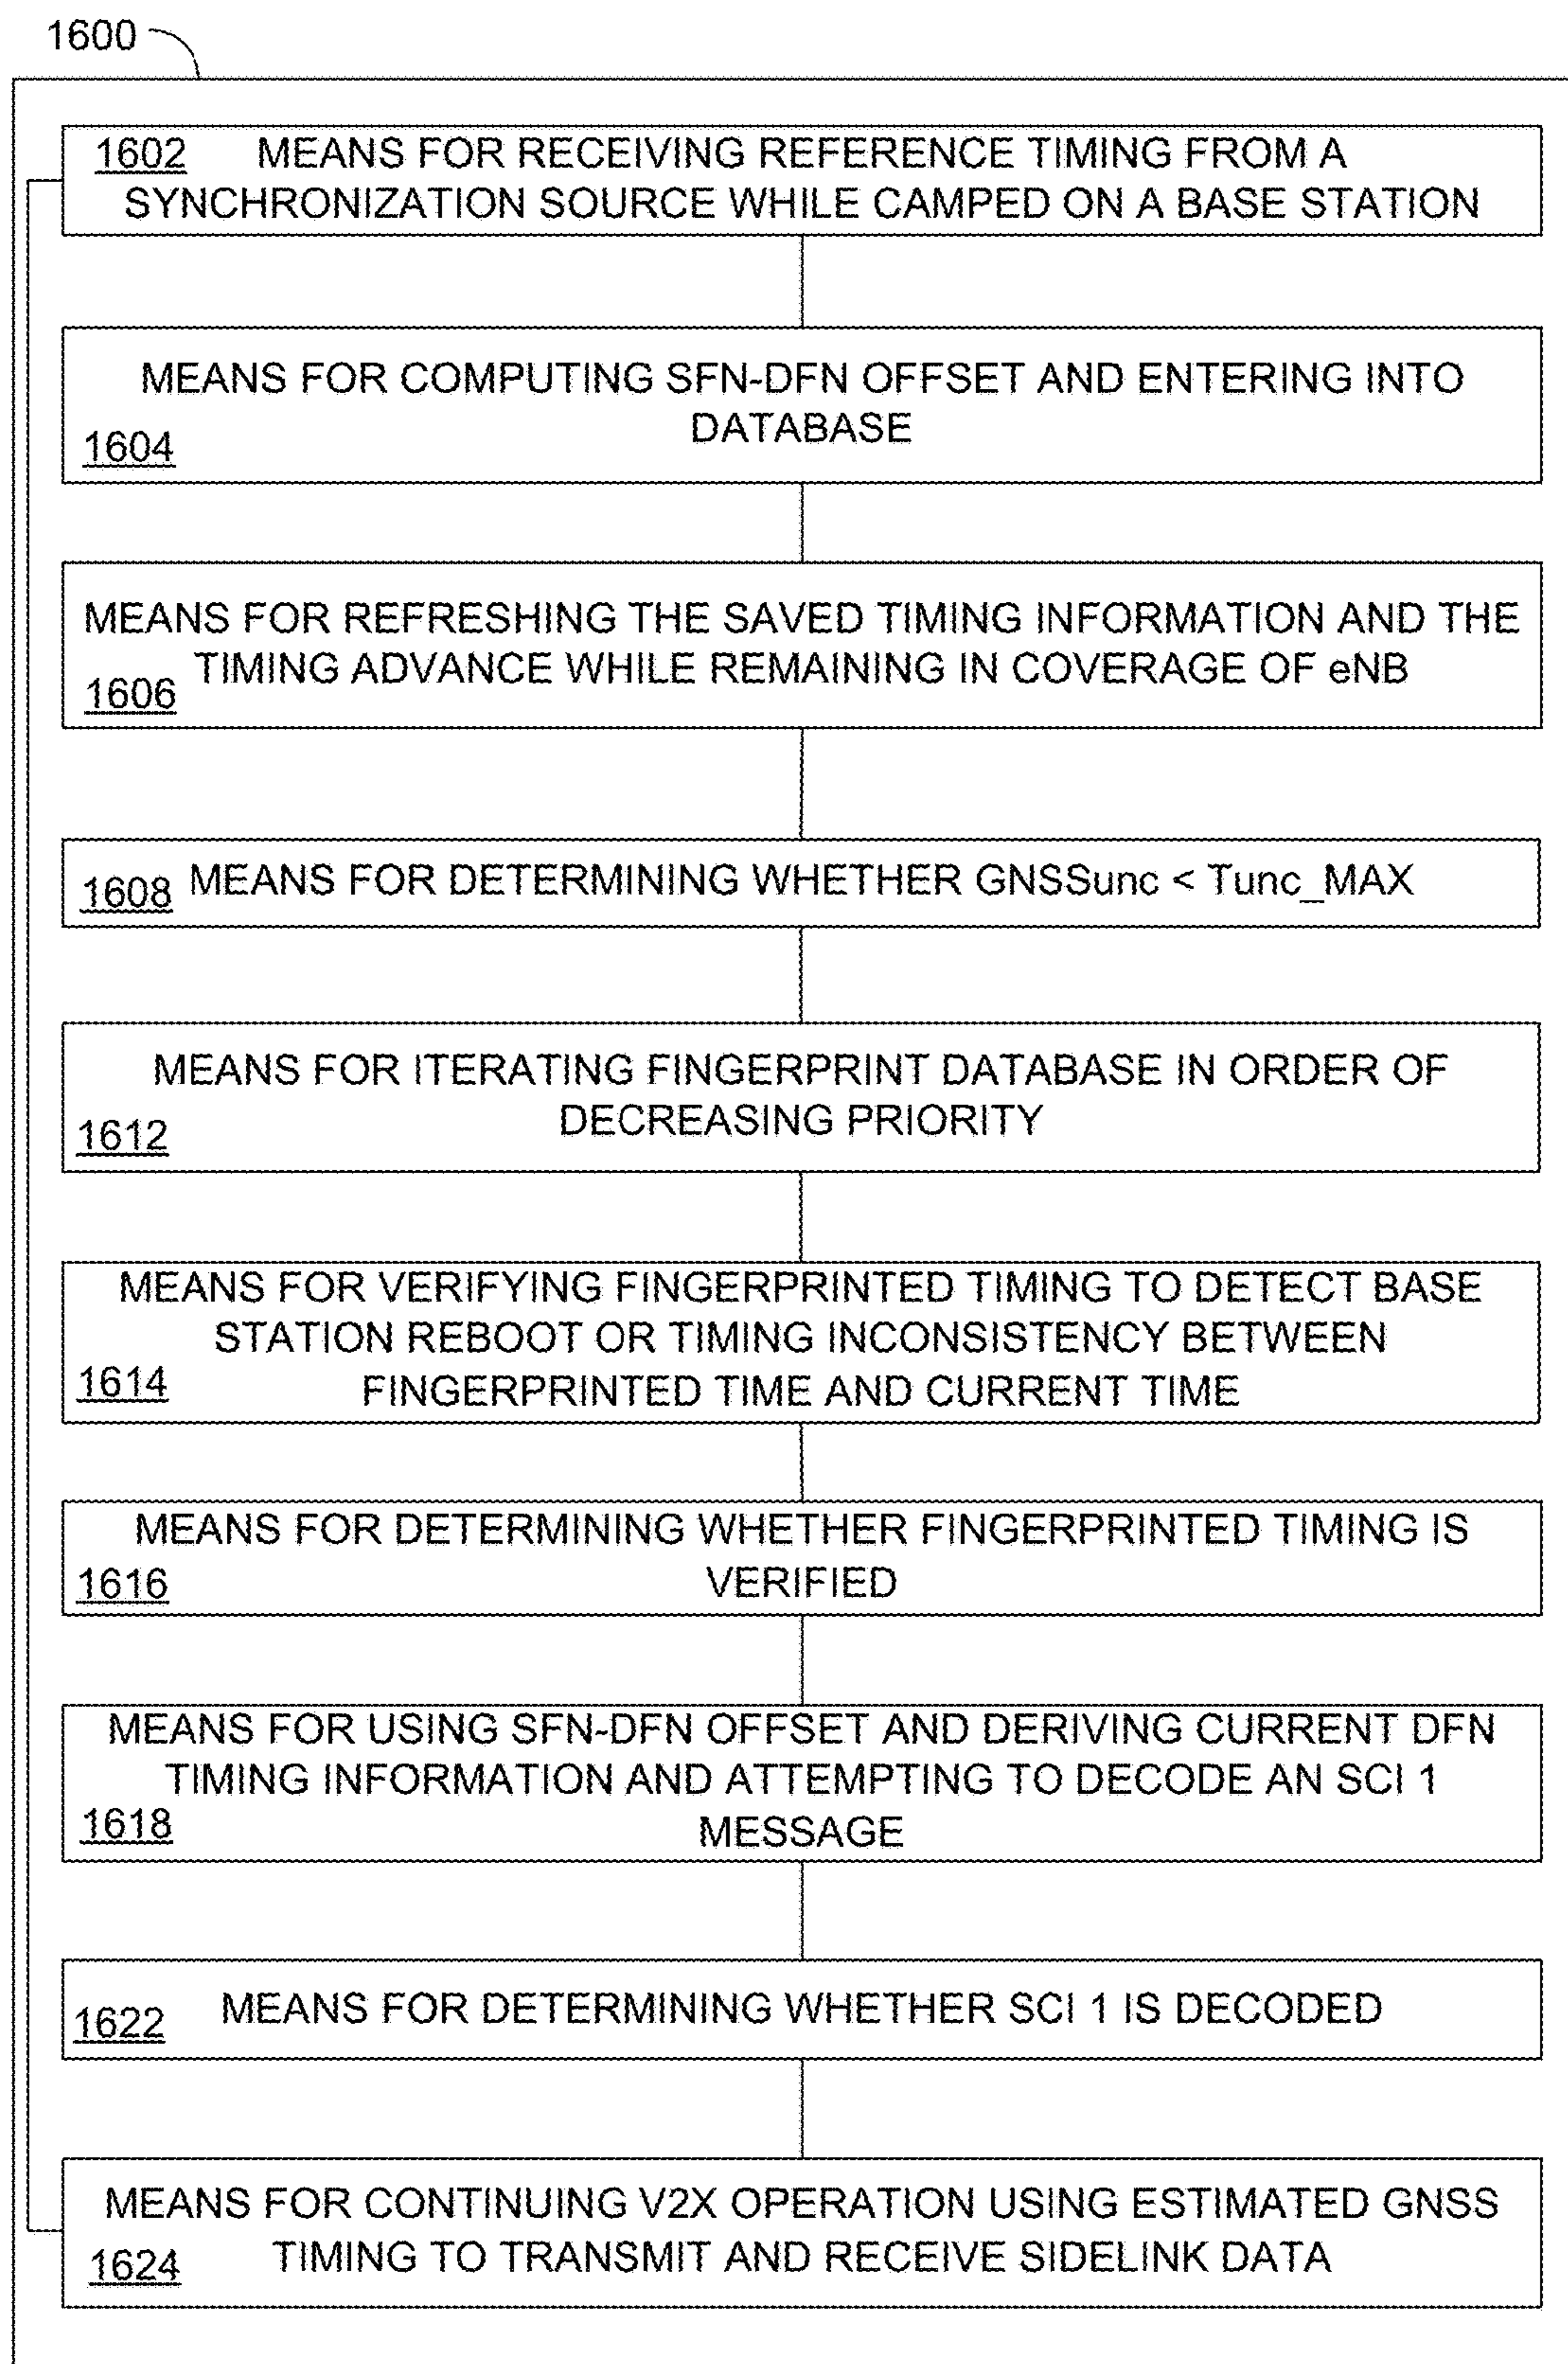 1600
1602 MEANS FOR RECEIVING REFERENCE TIMING FROM A
SYNCHRONIZATION SOURCE WHILE CAMPED ON A BASE STATION
MEANS FOR COMPUTING SFN-DFN OFFSET AND ENTERING INTO
DATABASE
1604
MEANS FOR REFRESHING THE SAVED TIMING INFORMATION AND THE
TIMING ADVANCE WHILE REMAINING IN COVERAGE OF eNB
1606
1608 MEANS FOR DETERMINING WHETHER GNSSunc < Tunc_MAX
MEANS FOR ITERATING FINGERPRINT DATABASE IN ORDER OF
DECREASING PRIORITY
1612
MEANS FOR VERIFYING FINGERPRINTED TIMING TO DETECT BASE
STATION REBOOT OR TIMING INCONSISTENCY BETWEEN
1614
FINGERPRINTED TIME AND CURRENT TIME
MEANS FOR DETERMINING WHETHER FINGERPRINTED TIMING IS
VERIFIED
1616
MEANS FOR USING SFN-DFN OFFSET AND DERIVING CURRENT DFN
TIMING INFORMATION AND ATTEMPTING TO DECODE AN SCI 1
1618
MESSAGE
1622 MEANS FOR DETERMINING WHETHER SCI 1 IS DECODED
MEANS FOR CONTINUING V2X OPERATION USING ESTIMATED GNSS
TIMING TO TRANSMIT AND RECEIVE SIDELINK DATA
1624